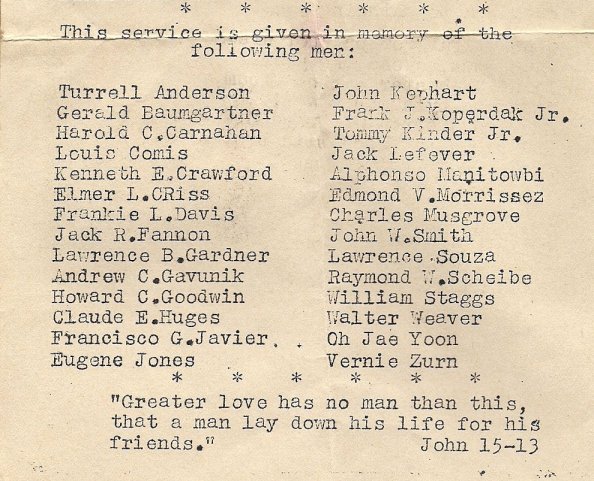 * * * * * *
This service is given in memory of the
following men:
Turrell Anderson
Gerald Baumgartner
Harold C.Carnahan
Louis Comis
Kenneth E.Crawford
Elmer L.CRiss
Frankie L.Davis
Jack R.Fannon
Lawrence B.Gardner
Andrew C.Gavunik
Howard C.Goodwin
Claude E.Huges
Francisco G.Javier
Eugene Jones
John Kephart
Frank J.Koperdak Jr.
Tommy Kinder Jr.
Jack Lefever
Alphonso Manitowbi
Edmond V.Morrissez
Charles Musgrove
John W.Smith
Lawrence Souza
Raymond W.Scheibe
William Staggs
Walter Weaver
Oh Jae Yoon
Vernie Zurn
* * * * * *
"Greater love has no man than this,
that a man lay down his life for his
friends." John 15-13